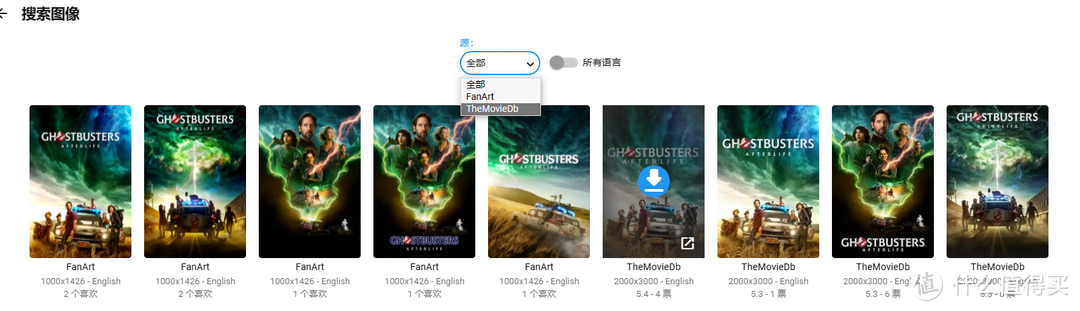 搜索图像
源:
全部
所有语言
全部
FanArt
TheMovieDb
GHOSTBUSTERS
AFTERLIFE
GHOSTBUSTERS
AFTERLIFE
GHOSTBUSTERS
AFTERLIFE
GHOSTBUSTERS
AFTERLIFE
GHOSTBUSTERS
AFTERLIFE
GHOSTBUSTERS
AFTERLIFE
GHOSTBUSTERS
GHOSTBUSTERS
AFTERLIFE
FanArt
FanArt
FanArt
FanArt
FanArt
TheMovieDb
TheMovieDb
TheMovieDb
TheMovieDb
1000x1426 - English
1000x1426 - English
1000x1426 - English
1000x1426 - English
1000x1426 - English
2000x3000 - English
2000x3000 - English
2000x3000 - English
2 个喜欢
2 个喜欢
1 个喜欢
1 个喜欢
1 个喜欢
5.4 - 4 票
5.3 - 1 票
5.3 - 6 票
值 什么值得买